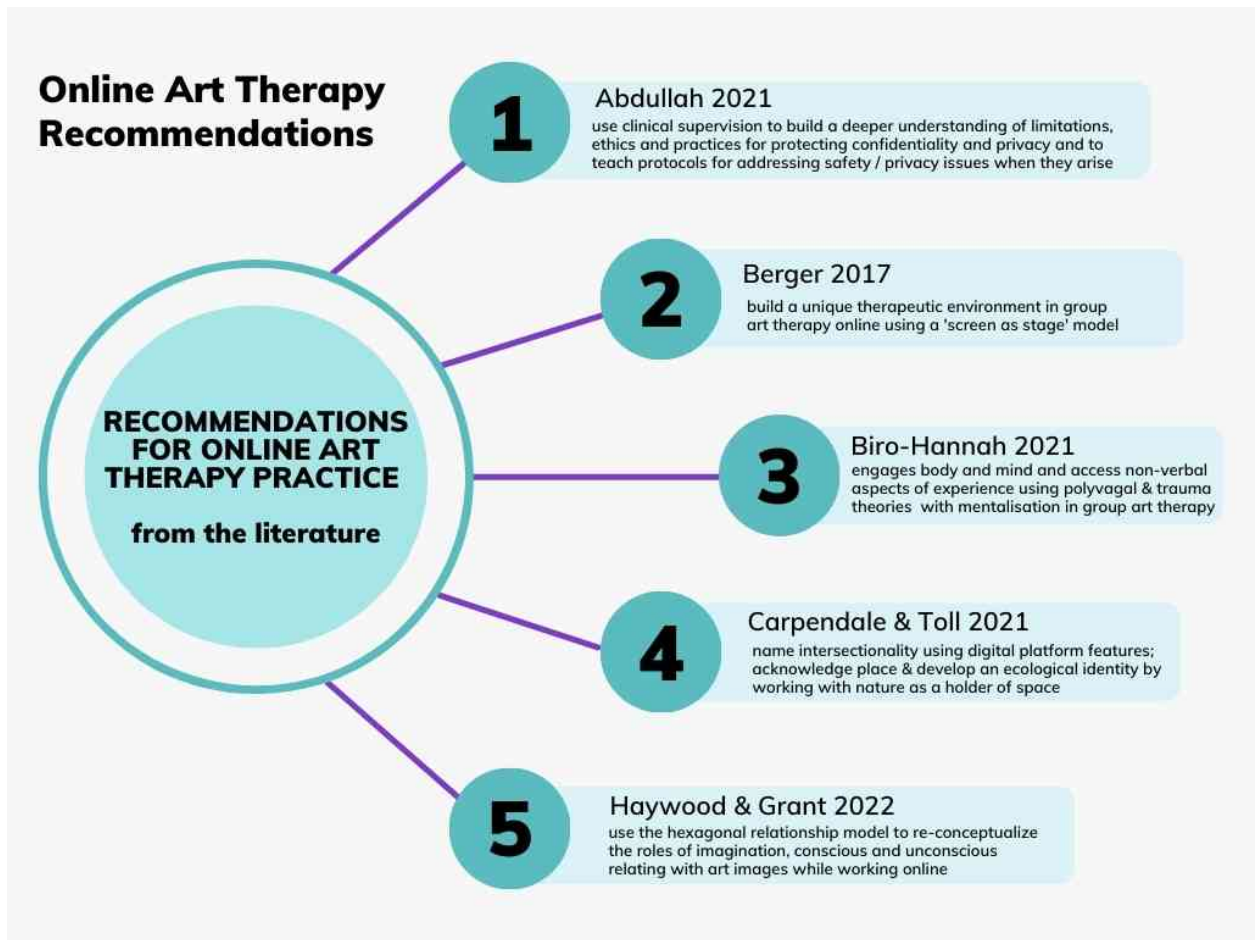 Online Art Therapy
Recommendations
RECOMMENDATIONS
FOR ONLINE ART
THERAPY PRACTICE
from the literature
1
Abdullah 2021
use clinical supervision to build a deeper understanding of limitations,
ethics and practices for protecting confidentiality and privacy and to
teach protocols for addressing safety / privacy issues when they arise
2
Berger 2017
build a unique therapeutic environment in group
art therapy online using a 'screen as stage' model
3
Biro-Hannah 2021
engages body and mind and access non-verbal
aspects of experience using polyvagal & trauma
theories with mentalisation in group art therapy
4
Carpendale & Toll 2021
name intersectionality using digital platform features;
acknowledge place & develop an ecological identity by
working with nature as a holder of space
5
Haywood & Grant 2022
use the hexagonal relationship model to re-conceptualize
the roles of imagination, conscious and unconscious
relating with art images while working online